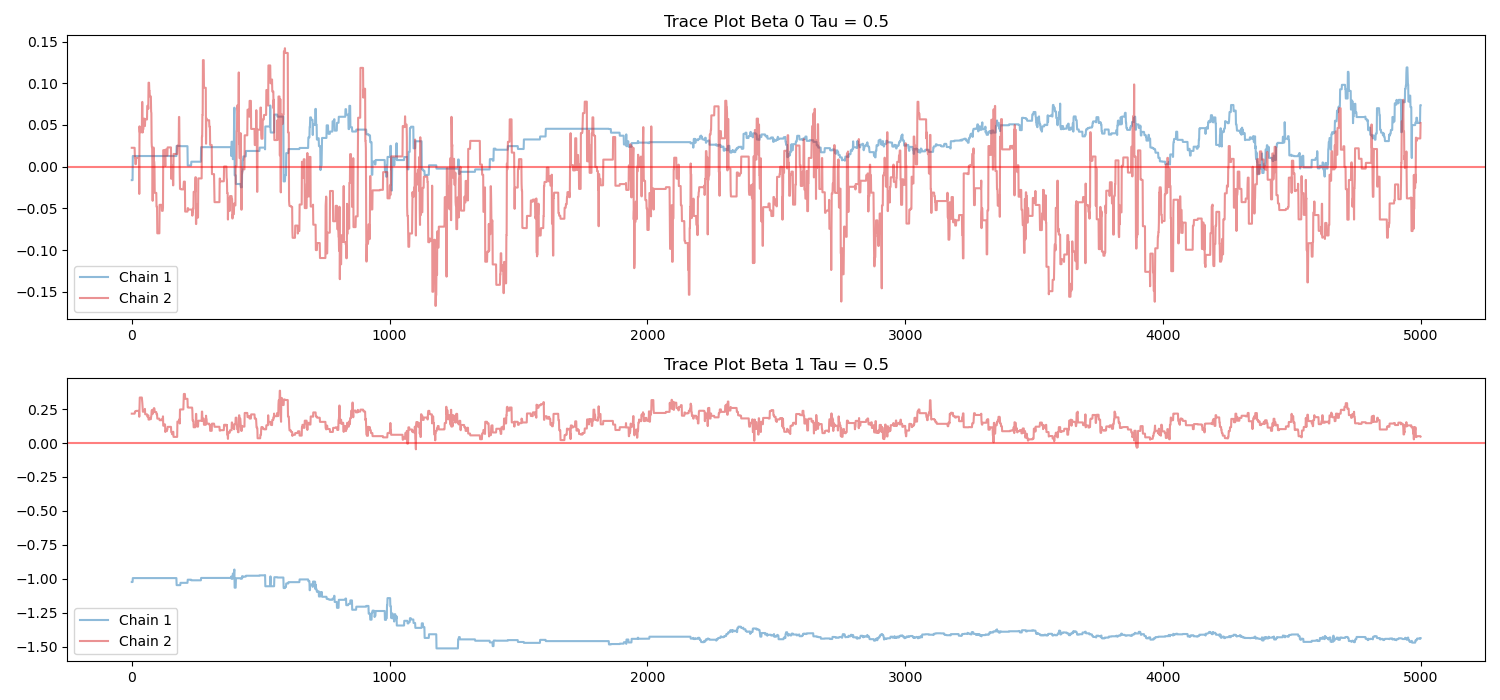 Trace Plot Beta 0 Tau = 0.5
0.15
0.10
0.05
0.00
−0.05
−0.10
−0.15
Chain 1
Chain 2
0 1000 2000 3000 4000 5000
Trace Plot Beta 1 Tau = 0.5
0.25
0.00
−0.25
−0.50
−0.75
−1.00
−1.25
−1.50
Chain 1
Chain 2
0 1000 2000 3000 4000 5000